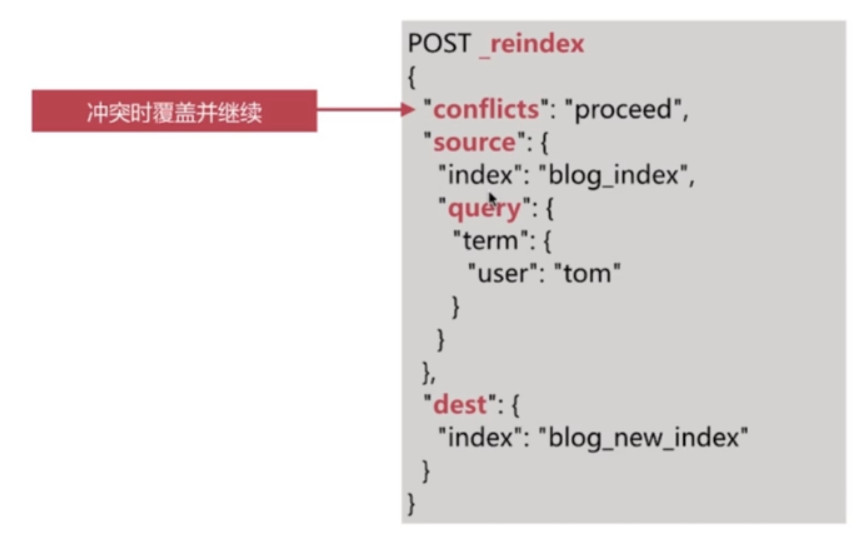 POST _reindex
{
冲突时覆盖并继续
"conflicts": "proceed",
"source": {
"index": "blog_index",
"query": {
"term": {
"user": "tom"
}
}
},
"dest": {
"index": "blog_new_index"
}
}